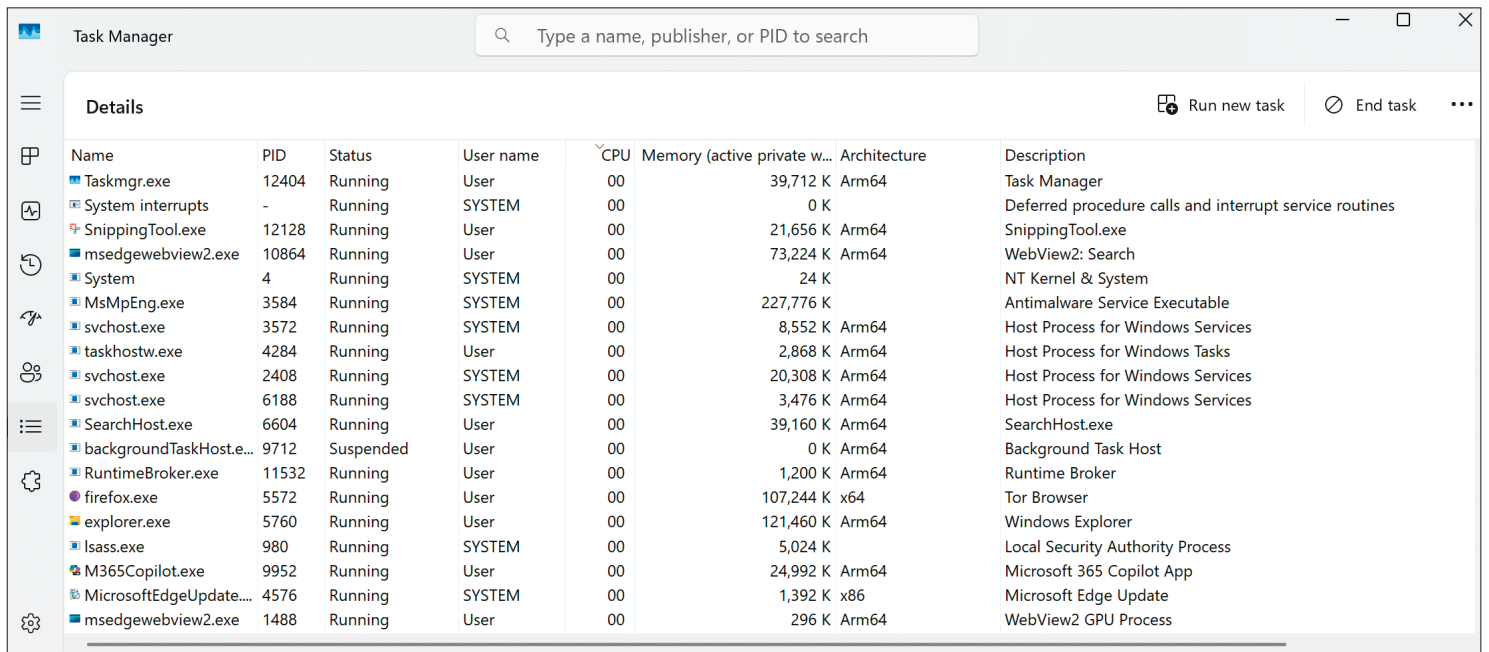 Task Manager
Type a name, publisher, or PID to search
Details
Run new task End task
Name PID Status User name CPU Memory (active private w... Architecture Description
Taskmgr.exe 12404 Running User 00 39,712 K Arm64 Task Manager
System interrupts - Running SYSTEM 00 0 K Deferred procedure calls and interrupt service routines
SnippingTool.exe 12128 Running User 00 21,656 K Arm64 SnippingTool.exe
msedgewebview2.exe 10864 Running User 00 73,224 K Arm64 WebView2: Search
System 4 Running SYSTEM 00 24 K NT Kernel & System
MsMpEng.exe 3584 Running SYSTEM 00 227,776 K Antimalware Service Executable
svchost.exe 3572 Running SYSTEM 00 8,552 K Arm64 Host Process for Windows Services
taskhostw.exe 4284 Running User 00 2,868 K Arm64 Host Process for Windows Tasks
svchost.exe 2408 Running SYSTEM 00 20,308 K Arm64 Host Process for Windows Services
svchost.exe 6188 Running SYSTEM 00 3,476 K Arm64 Host Process for Windows Services
SearchHost.exe 6604 Running User 00 39,160 K Arm64 SearchHost.exe
backgroundTaskHost.e... 9712 Suspended User 00 0 K Arm64 Background Task Host
RuntimeBroker.exe 11532 Running User 00 1,200 K Arm64 Runtime Broker
firefox.exe 5572 Running User 00 107,244 K x64 Tor Browser
explorer.exe 5760 Running User 00 121,460 K Arm64 Windows Explorer
lsass.exe 980 Running SYSTEM 00 5,024 K Local Security Authority Process
M365Copilot.exe 9952 Running User 00 24,992 K Arm64 Microsoft 365 Copilot App
MicrosoftEdgeUpdate.... 4576 Running SYSTEM 00 1,392 K x86 Microsoft Edge Update
msedgewebview2.exe 1488 Running User 00 296 K Arm64 WebView2 GPU Process